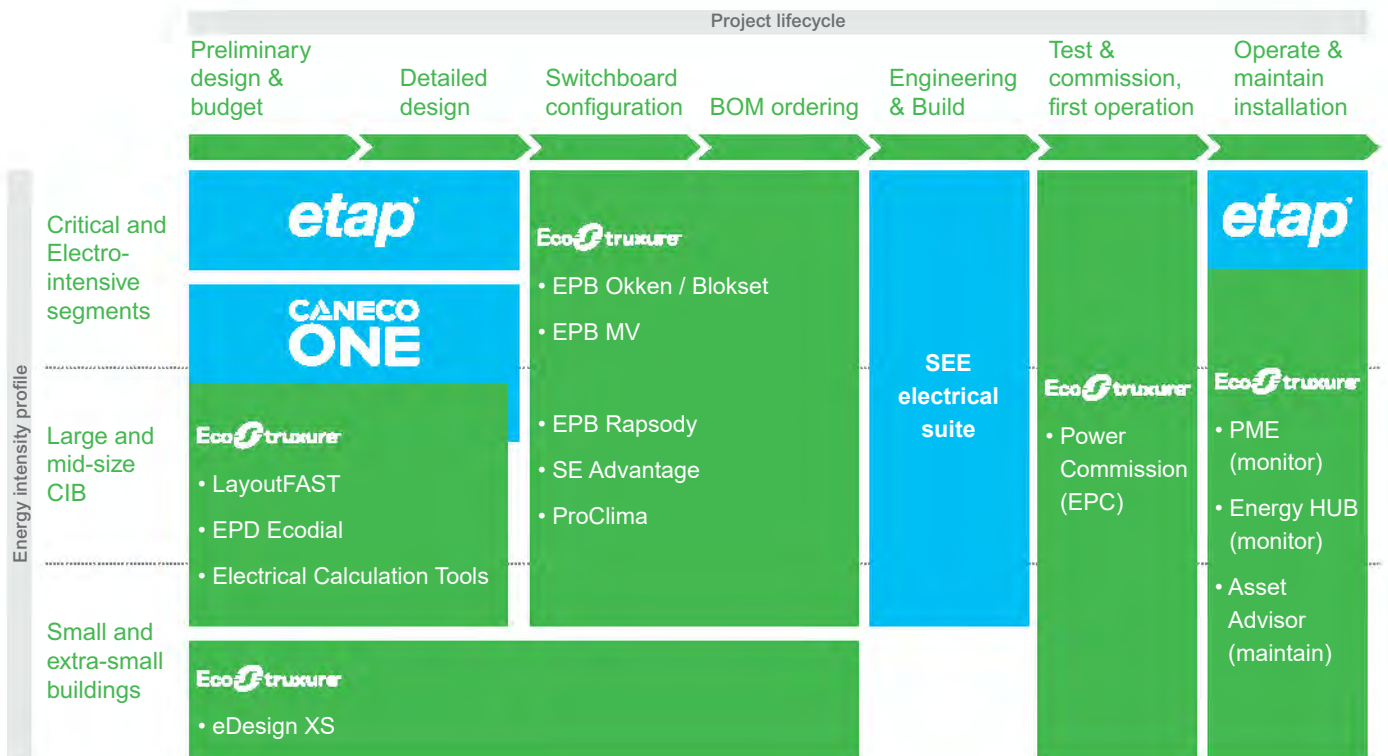 Project lifecycle
Preliminary
design &
budget
Detailed
design
Switchboard
configuration
BOM ordering
Engineering
& Build
Test &
commission,
first operation
Operate &
maintain
installation
Energy intensity profile
Critical and
Electro-
intensive
segments
etap
CANECO
ONE
EcoStruxure
• EPB Okken / Blokset
• EPB MV
• EPB Rapsody
• SE Advantage
• ProClima
SEE
electrical
suite
EcoStruxure
• Power
Commission
(EPC)
etap
EcoStruxure
• PME
(monitor)
• Energy HUB
(monitor)
• Asset
Advisor
(maintain)
Large and
mid-size
CIB
EcoStruxure
• LayoutFAST
• EPD Ecodial
• Electrical Calculation Tools
Small and
extra-small
buildings
EcoStruxure
• eDesign XS